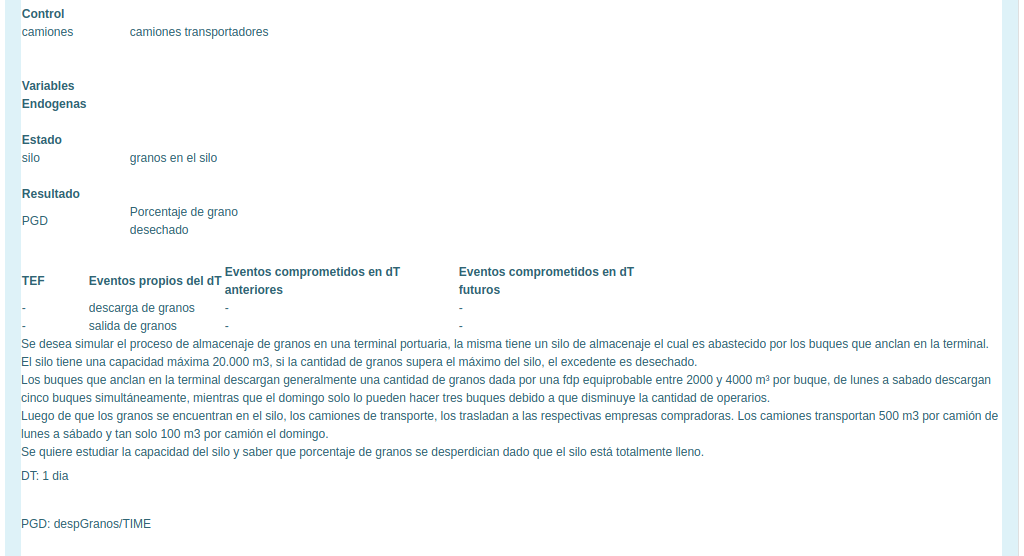 Control
camiones camiones transportadores
Variables
Endogenas
Estado
silo granos en el silo
Resultado
PGD Porcentaje de grano
desechado
TEF Eventos propios del dT Eventos comprometidos en dT
anteriores Eventos comprometidos en dT
futuros
- descarga de granos - -
- salida de granos - -
Se desea simular el proceso de almacenaje de granos en una terminal portuaria, la misma tiene un silo de almacenaje el cual es abastecido por los buques que anclan en la terminal.
El silo tiene una capacidad máxima 20.000 m3, si la cantidad de granos supera el máximo del silo, el excedente es desechado.
Los buques que anclan en la terminal descargan generalmente una cantidad de granos dada por una fdp equiprobable entre 2000 y 4000 m³ por buque, de lunes a sabado descargan
cinco buques simultáneamente, mientras que el domingo solo lo pueden hacer tres buques debido a que disminuye la cantidad de operarios.
Luego de que los granos se encuentran en el silo, los camiones de transporte, los trasladan a las respectivas empresas compradoras. Los camiones transportan 500 m3 por camión de
lunes a sábado y tan solo 100 m3 por camión el domingo.
Se quiere estudiar la capacidad del silo y saber que porcentaje de granos se desperdician dado que el silo está totalmente lleno.
DT: 1 dia
PGD: despGranos/TIME